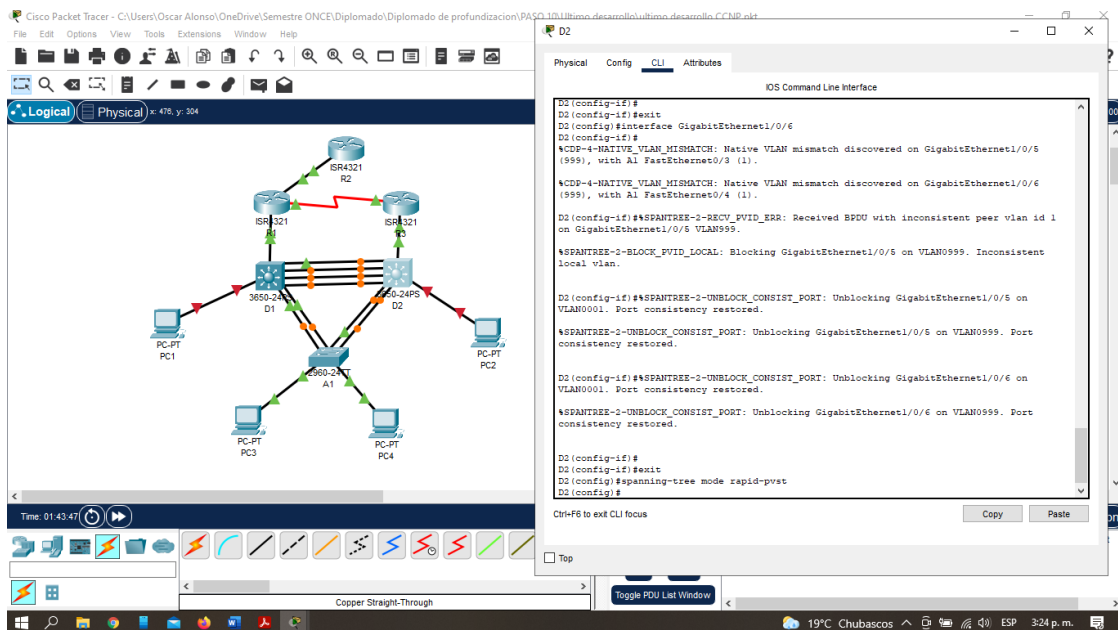 Cisco Packet Tracer - C:\Users\Oscar Alonso\OneDrive\Semestre ONCE\Diplomado\Diplomado de profundizacion\PASO 10\Ultimo desarrollo\ultimo desarrollo CCNP.pkt
File Edit Options View Tools Extensions Window Help
Logical
Physical
x: 476, y: 304
ISR4321
R2
ISR4321
R1
ISR4321
R3
D1
D2
PC-PT
PC1
PC-PT
PC2
2960-24TT
A1
PC-PT
PC3
PC-PT
PC4
Time: 01:43:47
Copper Straight-Through
Toggle PDU List Window
D2
Physical Config CLI Attributes
IOS Command Line Interface
D2(config-if)#
D2(config-if)#exit
D2(config)#interface GigabitEthernet1/0/6
D2(config-if)#
%CDP-4-NATIVE_VLAN_MISMATCH: Native VLAN mismatch discovered on GigabitEthernet1/0/5
(999), with A1 FastEthernet0/3 (1).
%CDP-4-NATIVE_VLAN_MISMATCH: Native VLAN mismatch discovered on GigabitEthernet1/0/6
(999), with A1 FastEthernet0/4 (1).
D2(config-if)#%SPANTREE-2-RECV_PVID_ERR: Received BPDU with inconsistent peer vlan id 1
on GigabitEthernet1/0/5 VLAN999.
%SPANTREE-2-BLOCK_PVID_LOCAL: Blocking GigabitEthernet1/0/5 on VLAN0999. Inconsistent
local vlan.
D2(config-if)#%SPANTREE-2-UNBLOCK_CONSIST_PORT: Unblocking GigabitEthernet1/0/5 on
VLAN0001. Port consistency restored.
%SPANTREE-2-UNBLOCK_CONSIST_PORT: Unblocking GigabitEthernet1/0/5 on VLAN0999. Port
consistency restored.
D2(config-if)#%SPANTREE-2-UNBLOCK_CONSIST_PORT: Unblocking GigabitEthernet1/0/6 on
VLAN0001. Port consistency restored.
%SPANTREE-2-UNBLOCK_CONSIST_PORT: Unblocking GigabitEthernet1/0/6 on VLAN0999. Port
consistency restored.
D2(config-if)#
D2(config-if)#exit
D2(config)#spanning-tree mode rapid-pvst
D2(config)#
Ctrl+F6 to exit CLI focus
Copy
Paste
Top
19°C Chubascos
ESP
3:24 p. m.